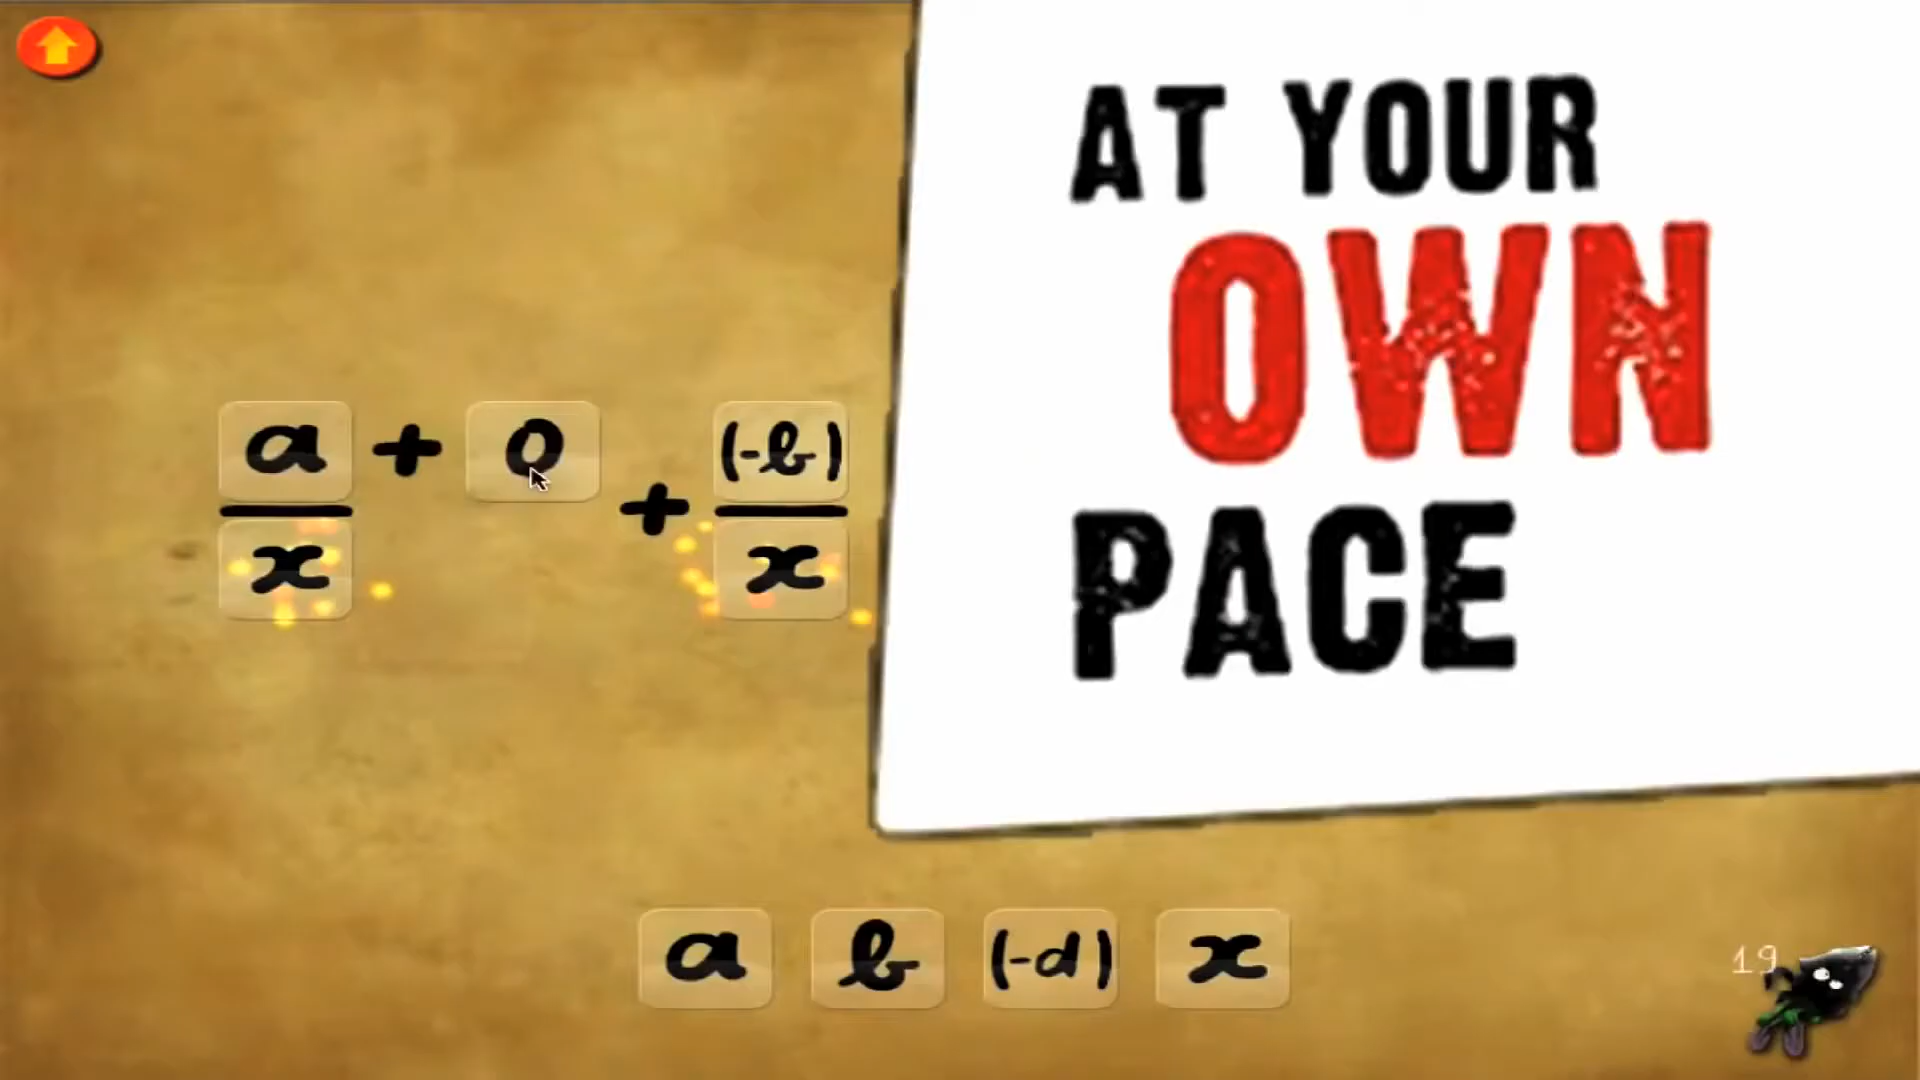 AT YOUR
OWN
PACE
a + 0 + (-b)
x x
a b (-d) x
19